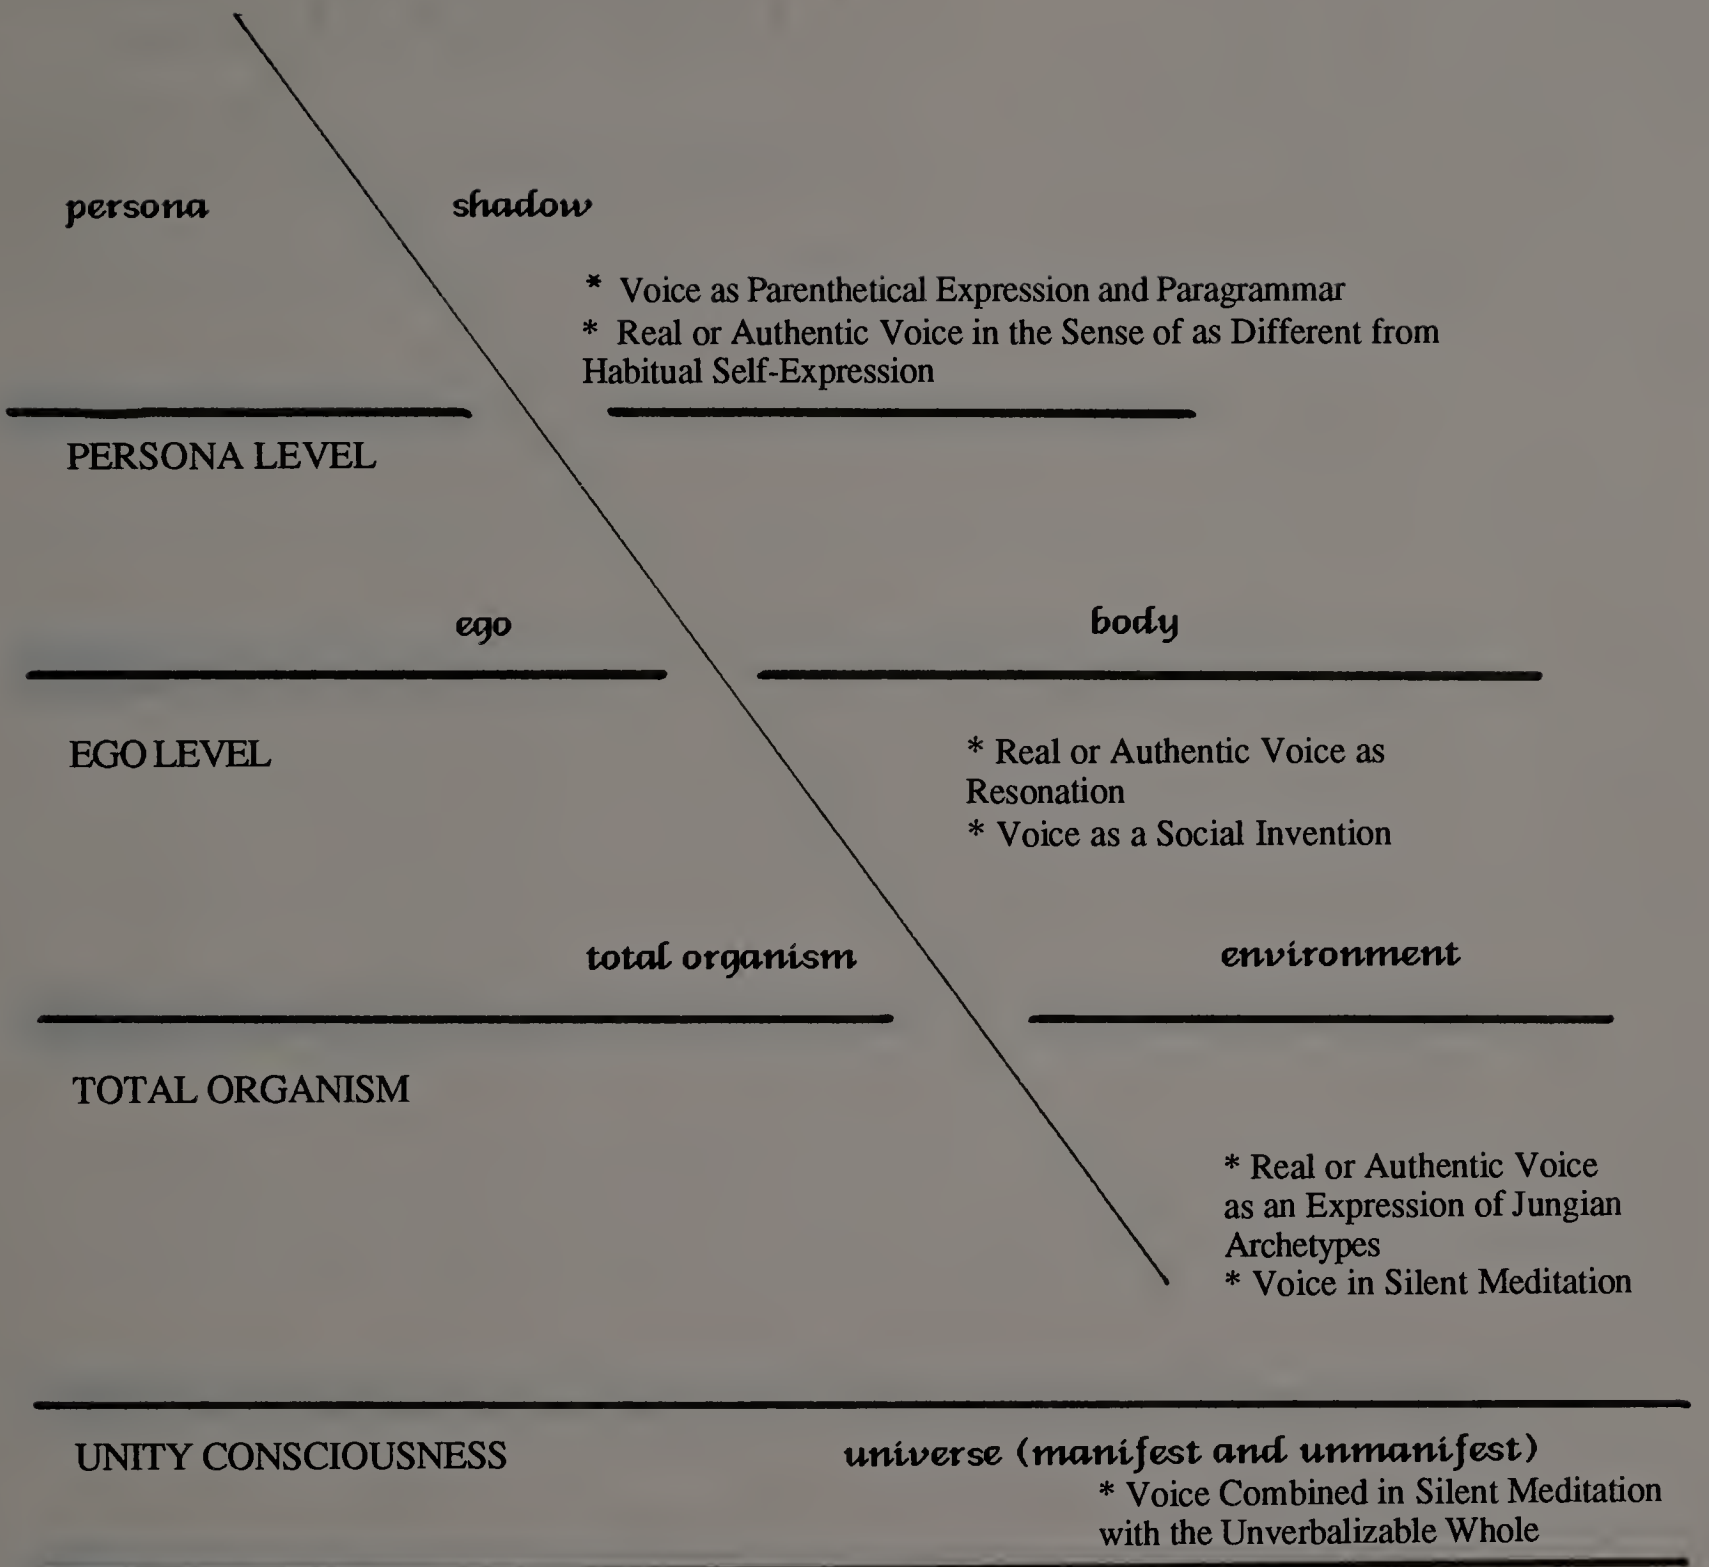 persona shadow
* Voice as Parenthetical Expression and Paragrammar
* Real or Authentic Voice in the Sense of as Different from
Habitual Self-Expression
PERSONA LEVEL
ego body
EGO LEVEL
* Real or Authentic Voice as
Resonation
* Voice as a Social Invention
total organism environment
TOTAL ORGANISM
* Real or Authentic Voice
as an Expression of Jungian
Archetypes
* Voice in Silent Meditation
UNITY CONSCIOUSNESS universe (manifest and unmanifest)
* Voice Combined in Silent Meditation
with the Unverbalizable Whole